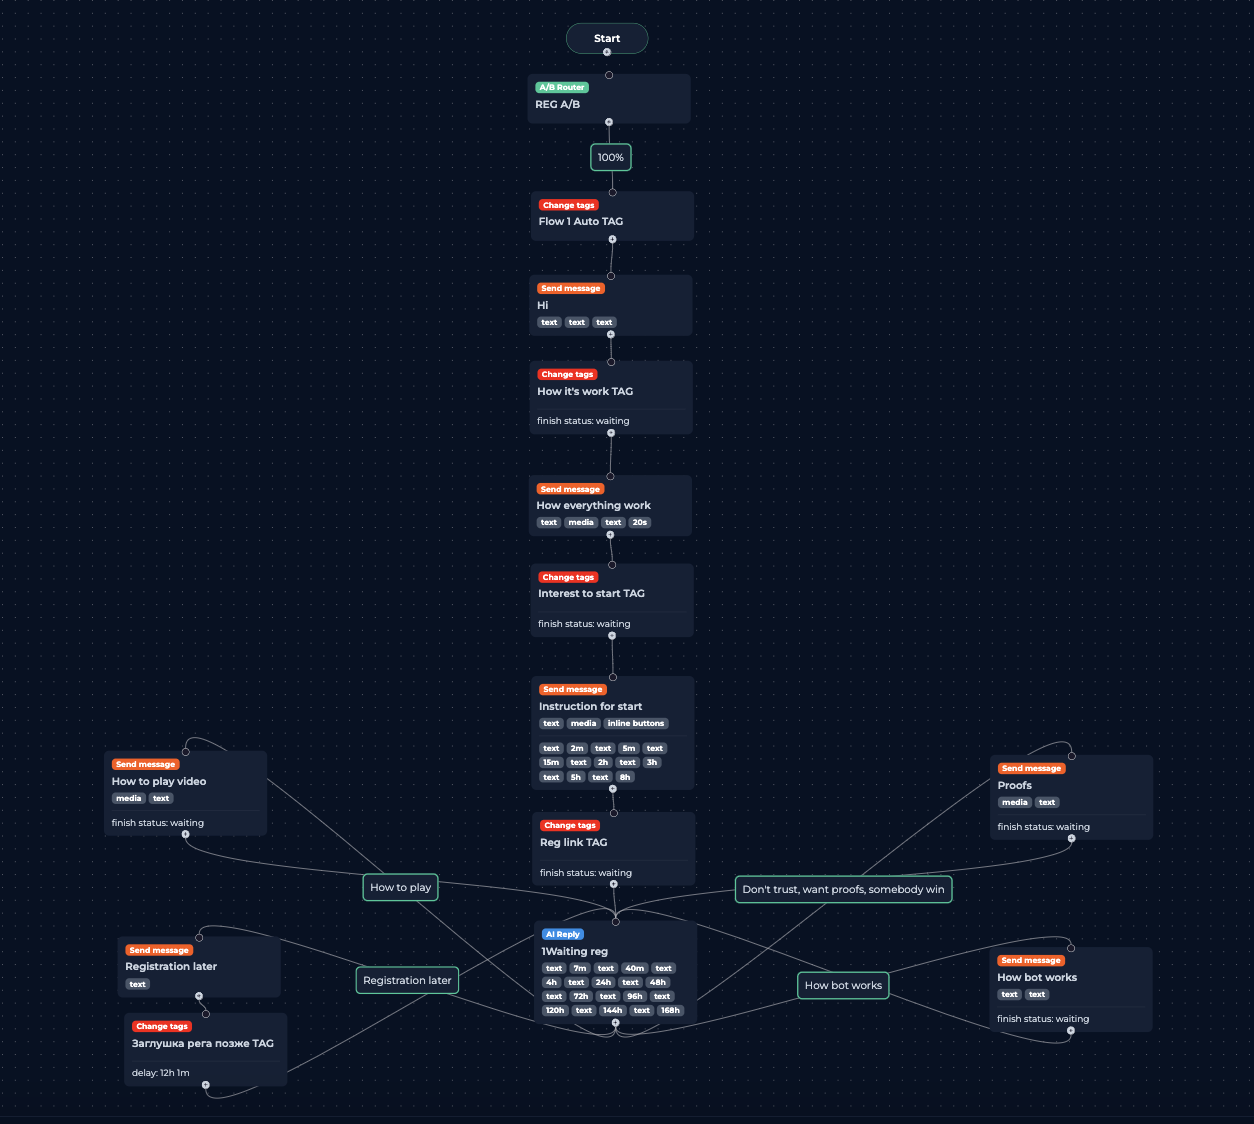 Start
A/B Router
REG A/B
100%
Change tags
Flow 1 Auto TAG
Send message
Hi
text text text
Change tags
How it's work TAG
finish status: waiting
Send message
How everything work
text media text 20s
Change tags
Interest to start TAG
finish status: waiting
Send message
Instruction for start
text media inline buttons
text 2m text 5m text
15m text 2h text 3h
text 5h text 8h
Send message
How to play video
media text
finish status: waiting
Send message
Proofs
media text
finish status: waiting
Change tags
Reg link TAG
finish status: waiting
How to play
Don't trust, want proofs, somebody win
AI Reply
1Waiting reg
text 7m text 40m text
4h text 24h text 48h
text 72h text 96h text
120h text 144h text 168h
Send message
Registration later
text
Registration later
How bot works
Send message
How bot works
text text
finish status: waiting
Change tags
Заглушка рега позже TAG
delay: 12h 1m